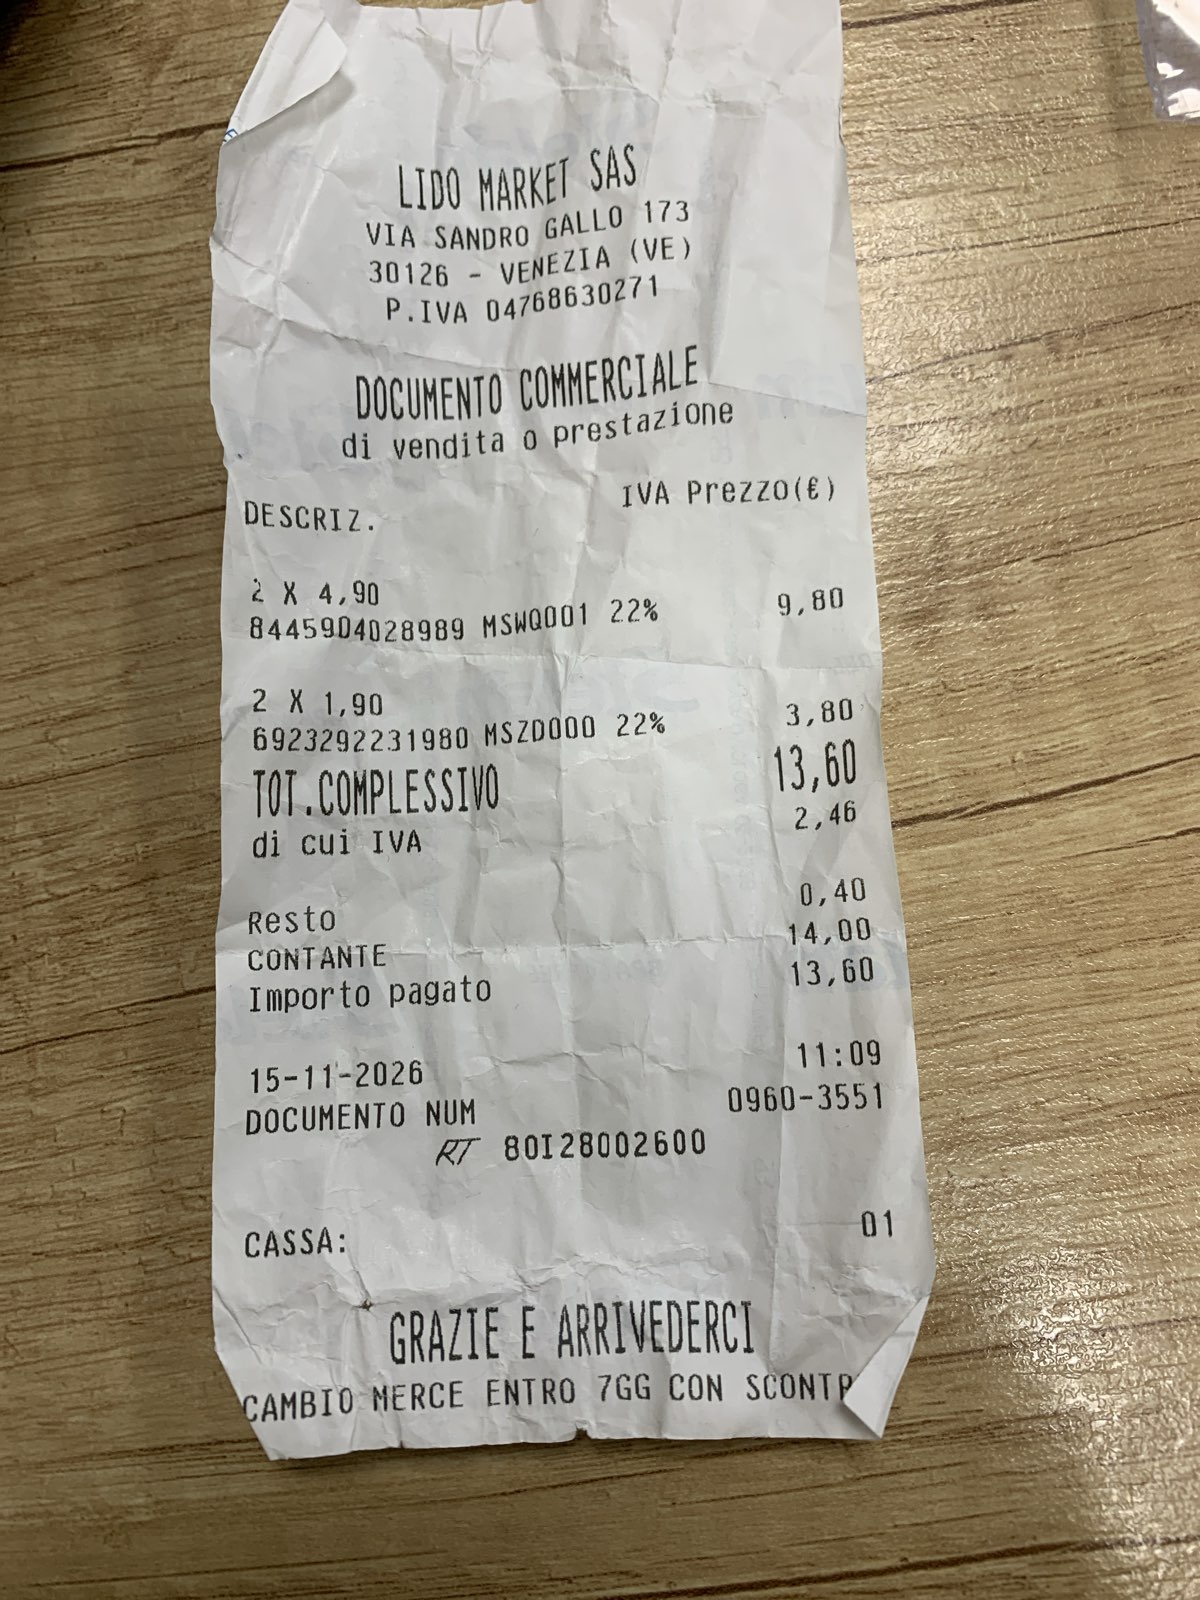 LIDO MARKET SAS
VIA SANDRO GALLO 173
30126 - VENEZIA (VE)
P.IVA 04768630271
DOCUMENTO COMMERCIALE
di vendita o prestazione
DESCRIZ. IVA Prezzo(€)
2 X 4,90
8445904028989 MSWQ001 22% 9,80
2 X 1,90
6923292231980 MSZD000 22% 3,80
TOT.COMPLESSIVO 13,60
di cui IVA 2,46
Resto 0,40
CONTANTE 14,00
Importo pagato 13,60
15-11-2026 11:09
DOCUMENTO NUM 0960-3551
RT 80I28002600
CASSA: 01
GRAZIE E ARRIVEDERCI
CAMBIO MERCE ENTRO 7GG CON